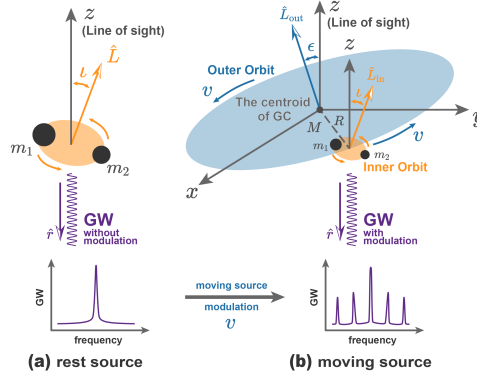 z
(Line of sight)
L̂
ι
m₁
m₂
r̂
GW
without
modulation
GW
frequency
(a) rest source
moving source
modulation
v
z
(Line of sight)
L̂out
ϵ
z
Outer Orbit
v
L̂in
ι
The centroid
of GC
M
R
y
v
m₁
m₂
Inner Orbit
x
r̂
GW
with
modulation
GW
frequency
(b) moving source